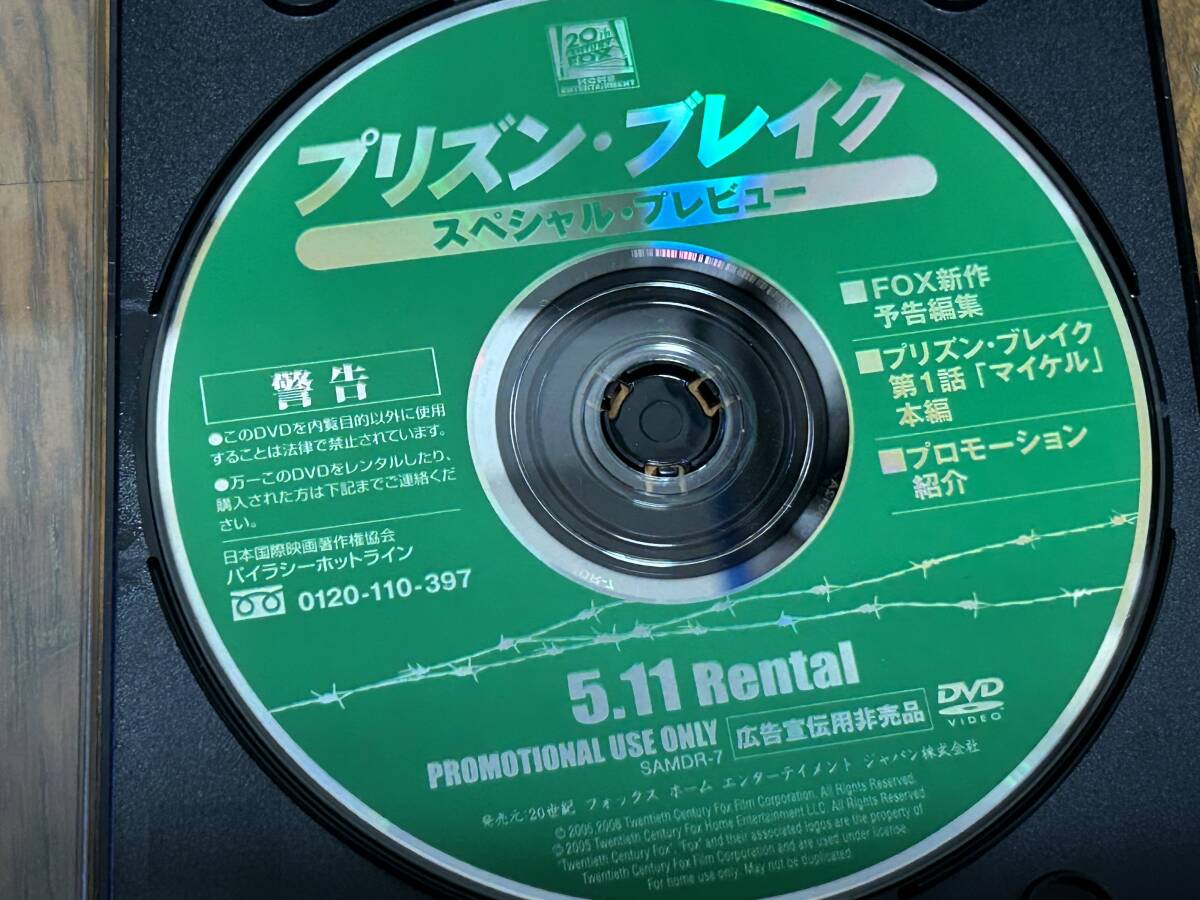 20TH
CENTURY
FOX
HOME
ENTERTAINMENT
プリズン・ブレイク
スペシャル・プレビュー
■FOX新作
予告編集
■プリズン・ブレイク
第1話「マイケル」
本編
■プロモーション
紹介
警告
●このDVDを内覧目的以外に使用
することは法律で禁止されています。
●万一このDVDをレンタルしたり、
購入された方は下記までご連絡くだ
さい。
日本国際映画著作権協会
パイラシーホットライン
0120-110-397
5.11 Rental
PROMOTIONAL USE ONLY
広告宣伝用非売品
DVD
VIDEO
SAMDR-7
発売元:20世紀 フォックス ホーム エンターテイメント ジャパン株式会社
© 2005 2006 Twentieth Century Fox Film Corporation. All Rights Reserved.
© 2005 Twentieth Century Fox Home Entertainment LLC. All Rights Reserved.
'Twentieth Century Fox', 'Fox' and their associated logos are the property of
Twentieth Century Fox Film Corporation and are used under license.
For home use only. May not be duplicated.